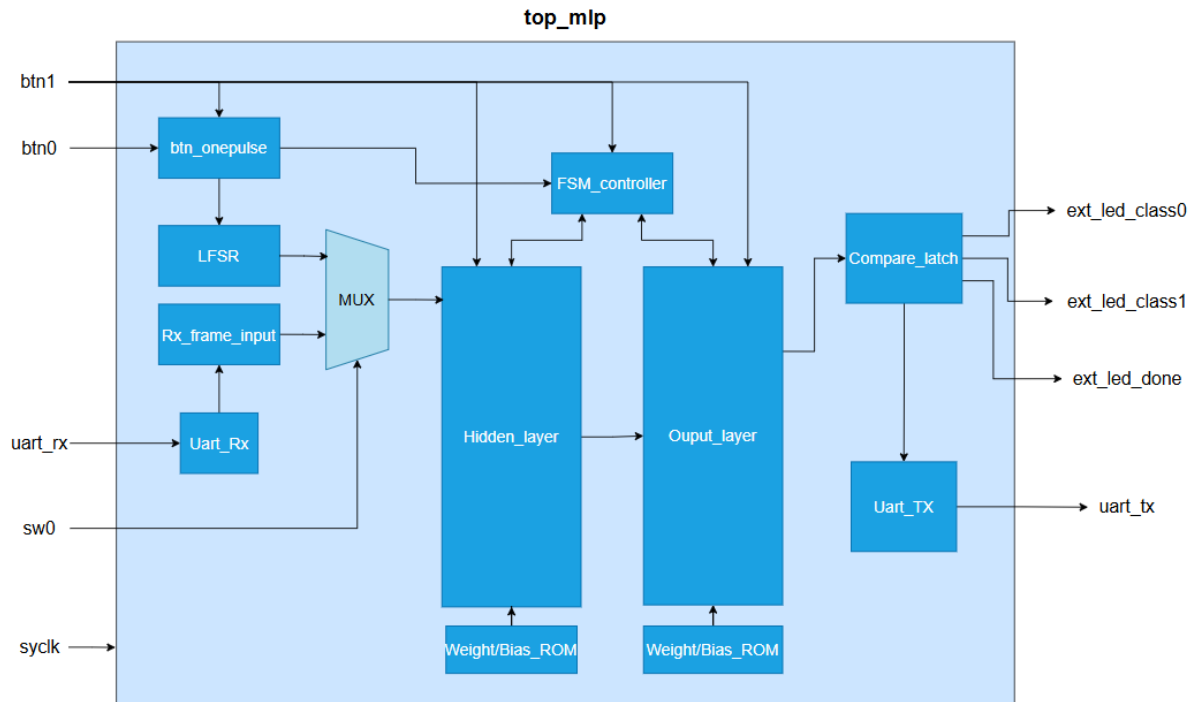 top_mlp
btn1
btn0
btn_onepulse
FSM_controller
LFSR
MUX
Rx_frame_input
Uart_Rx
uart_rx
sw0
syclk
Hidden_layer
Ouput_layer
Weight/Bias_ROM
Weight/Bias_ROM
Compare_latch
Uart_TX
ext_led_class0
ext_led_class1
ext_led_done
uart_tx